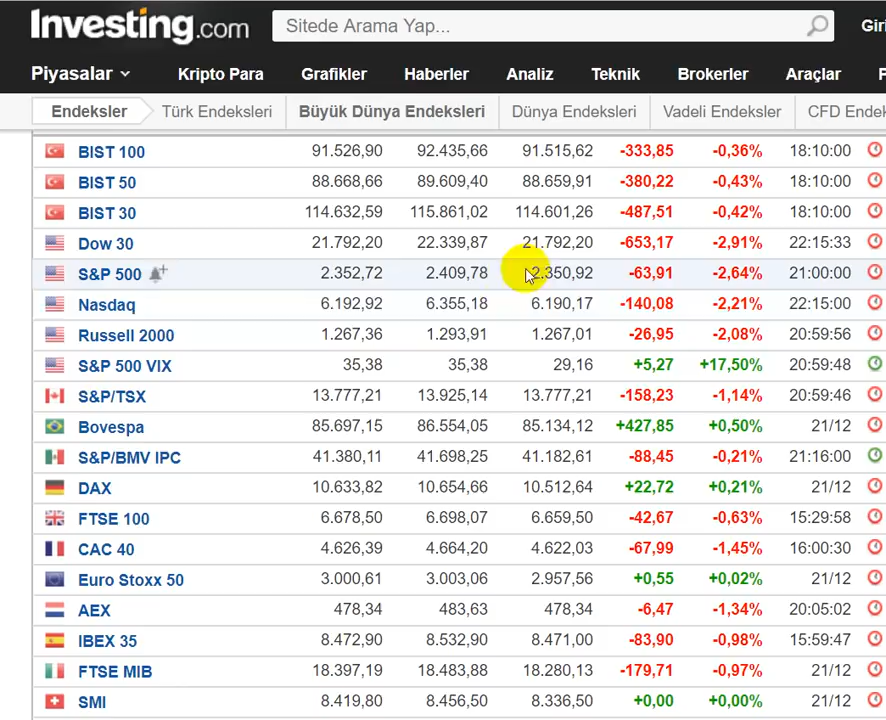 Investing.com Sitede Arama Yap...
Piyasalar Kripto Para Grafikler Haberler Analiz Teknik Brokerler Araçlar
Endeksler Türk Endeksleri Büyük Dünya Endeksleri Dünya Endeksleri Vadeli Endeksler
BIST 100 91.526,90 92.435,66 91.515,62 -333,85 -0,36% 18:10:00
BIST 50 88.668,66 89.609,40 88.659,91 -380,22 -0,43% 18:10:00
BIST 30 114.632,59 115.861,02 114.601,26 -487,51 -0,42% 18:10:00
Dow 30 21.792,20 22.339,87 21.792,20 -653,17 -2,91% 22:15:33
S&P 500 2.352,72 2.409,78 2.350,92 -63,91 -2,64% 21:00:00
Nasdaq 6.192,92 6.355,18 6.190,17 -140,08 -2,21% 22:15:00
Russell 2000 1.267,36 1.293,91 1.267,01 -26,95 -2,08% 20:59:56
S&P 500 VIX 35,38 35,38 29,16 +5,27 +17,50% 20:59:48
S&P/TSX 13.777,21 13.925,14 13.777,21 -158,23 -1,14% 20:59:46
Bovespa 85.697,15 86.554,05 85.134,12 +427,85 +0,50% 21/12
S&P/BMV IPC 41.380,11 41.698,25 41.182,61 -88,45 -0,21% 21:16:00
DAX 10.633,82 10.654,66 10.512,64 +22,72 +0,21% 21/12
FTSE 100 6.678,50 6.698,07 6.659,50 -42,67 -0,63% 15:29:58
CAC 40 4.626,39 4.664,20 4.622,03 -67,99 -1,45% 16:00:30
Euro Stoxx 50 3.000,61 3.003,06 2.957,56 +0,55 +0,02% 21/12
AEX 478,34 483,63 478,34 -6,47 -1,34% 20:05:02
IBEX 35 8.472,90 8.532,90 8.471,00 -83,90 -0,98% 15:59:47
FTSE MIB 18.397,19 18.483,88 18.280,13 -179,71 -0,97% 21/12
SMI 8.419,80 8.456,50 8.336,50 +0,00 +0,00% 21/12